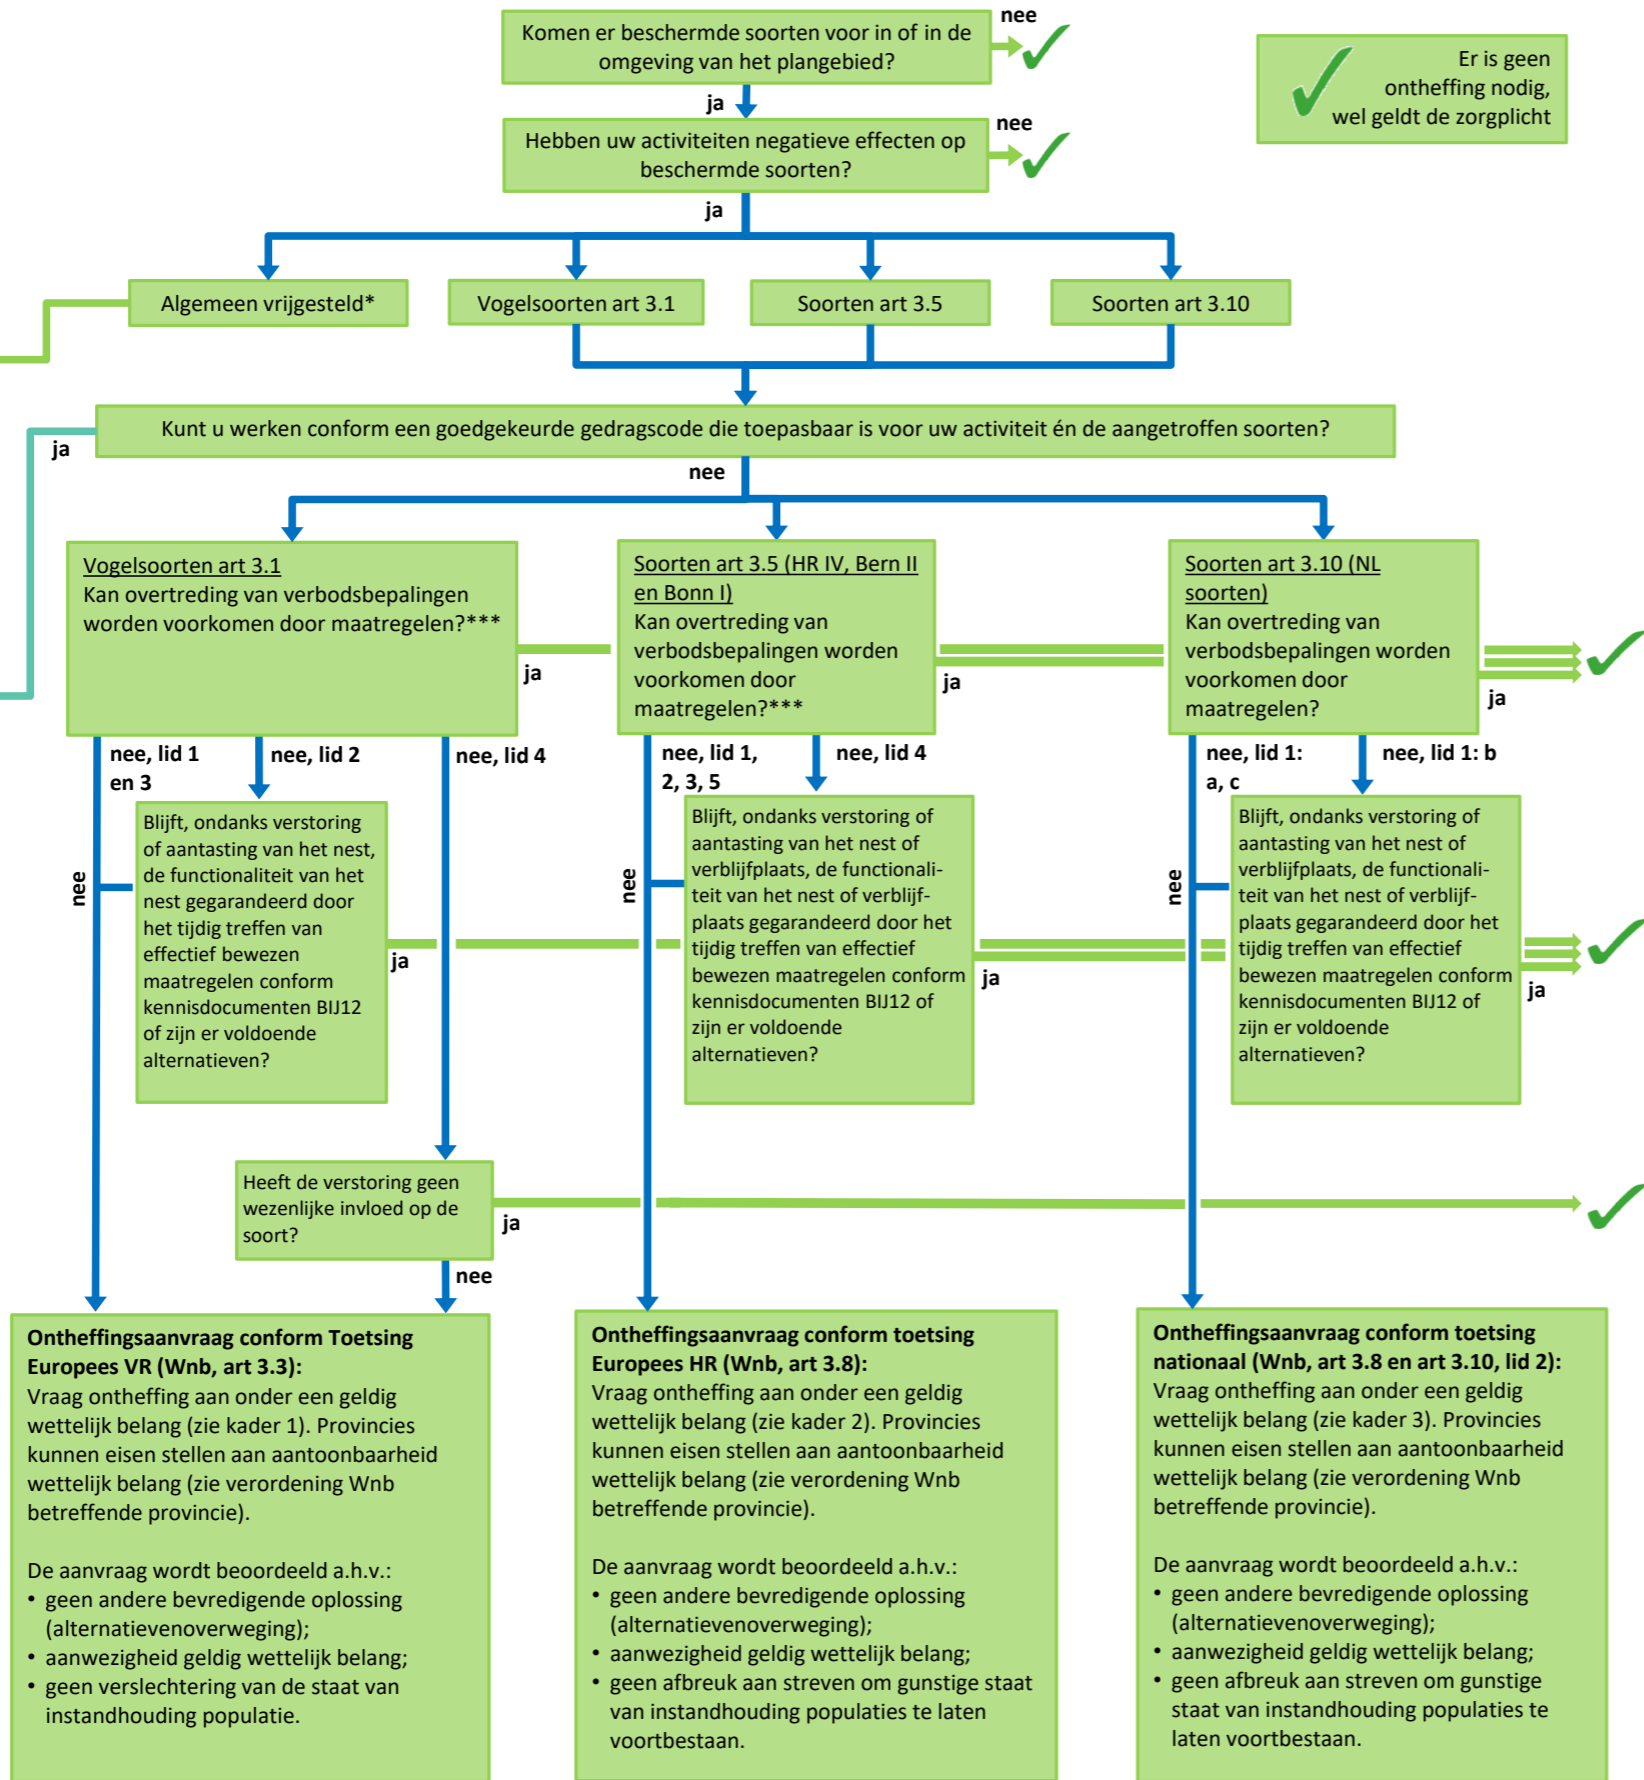 nee
Komen er beschermde soorten voor in of in de
omgeving van het plangebied?
Er is geen
ontheffing nodig,
wel geldt de zorgplicht
ja
nee
Hebben uw activiteiten negatieve effecten op
beschermde soorten?
ja
Algemeen vrijgesteld*
Vogelsoorten art 3.1
Soorten art 3.5
Soorten art 3.10
Kunt u werken conform een goedgekeurde gedragscode die toepasbaar is voor uw activiteit én de aangetroffen soorten?
ja
nee
Vogelsoorten art 3.1
Kan overtreding van verbodsbepalingen
worden voorkomen door maatregelen?***
ja
Soorten art 3.5 (HR IV, Bern II
en Bonn I)
Kan overtreding van
verbodsbepalingen worden
voorkomen door
maatregelen?***
ja
Soorten art 3.10 (NL
soorten)
Kan overtreding van
verbodsbepalingen worden
voorkomen door
maatregelen?
ja
nee, lid 1
en 3
nee, lid 2
nee, lid 4
nee, lid 1,
2, 3, 5
nee, lid 4
nee, lid 1:
a, c
nee, lid 1: b
nee
Blijft, ondanks verstoring
of aantasting van het nest,
de functionaliteit van het
nest gegarandeerd door
het tijdig treffen van
effectief bewezen
maatregelen conform
kennisdocumenten BIJ12
of zijn er voldoende
alternatieven?
ja
nee
Blijft, ondanks verstoring of
aantasting van het nest of
verblijfplaats, de functionali-
teit van het nest of verblijf-
plaats gegarandeerd door het
tijdig treffen van effectief
bewezen maatregelen conform
kennisdocumenten BIJ12 of
zijn er voldoende
alternatieven?
ja
nee
Blijft, ondanks verstoring of
aantasting van het nest of
verblijfplaats, de functionali-
teit van het nest of verblijf-
plaats gegarandeerd door het
tijdig treffen van effectief
bewezen maatregelen conform
kennisdocumenten BIJ12 of
zijn er voldoende
alternatieven?
ja
Heeft de verstoring geen
wezenlijke invloed op de
soort?
ja
nee
Ontheffingsaanvraag conform Toetsing
Europees VR (Wnb, art 3.3):
Vraag ontheffing aan onder een geldig
wettelijk belang (zie kader 1). Provincies
kunnen eisen stellen aan aantoonbaarheid
wettelijk belang (zie verordening Wnb
betreffende provincie).
De aanvraag wordt beoordeeld a.h.v.:
• geen andere bevredigende oplossing
(alternatievenoverweging);
• aanwezigheid geldig wettelijk belang;
• geen verslechtering van de staat van
instandhouding populatie.
Ontheffingsaanvraag conform toetsing
Europees HR (Wnb, art 3.8):
Vraag ontheffing aan onder een geldig
wettelijk belang (zie kader 2). Provincies
kunnen eisen stellen aan aantoonbaarheid
wettelijk belang (zie verordening Wnb
betreffende provincie).
De aanvraag wordt beoordeeld a.h.v.:
• geen andere bevredigende oplossing
(alternatievenoverweging);
• aanwezigheid geldig wettelijk belang;
• geen afbreuk aan streven om gunstige staat
van instandhouding populaties te laten
voortbestaan.
Ontheffingsaanvraag conform toetsing
nationaal (Wnb, art 3.8 en art 3.10, lid 2):
Vraag ontheffing aan onder een geldig
wettelijk belang (zie kader 3). Provincies
kunnen eisen stellen aan aantoonbaarheid
wettelijk belang (zie verordening Wnb
betreffende provincie).
De aanvraag wordt beoordeeld a.h.v.:
• geen andere bevredigende oplossing
(alternatievenoverweging);
• aanwezigheid geldig wettelijk belang;
• geen afbreuk aan streven om gunstige
staat van instandhouding populaties te
laten voortbestaan.